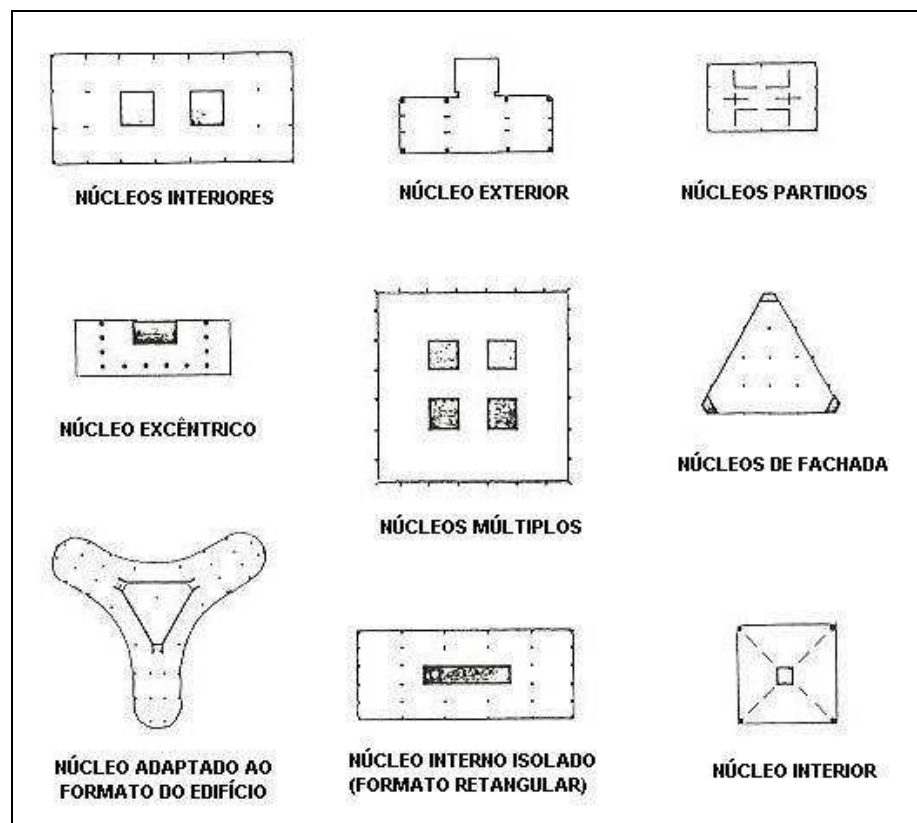 NÚCLEOS INTERIORES
NÚCLEO EXTERIOR
NÚCLEOS PARTIDOS
NÚCLEO EXCÊNTRICO
NÚCLEOS MÚLTIPLOS
NÚCLEOS DE FACHADA
NÚCLEO ADAPTADO AO
FORMATO DO EDIFÍCIO
NÚCLEO INTERNO ISOLADO
(FORMATO RETANGULAR)
NÚCLEO INTERIOR